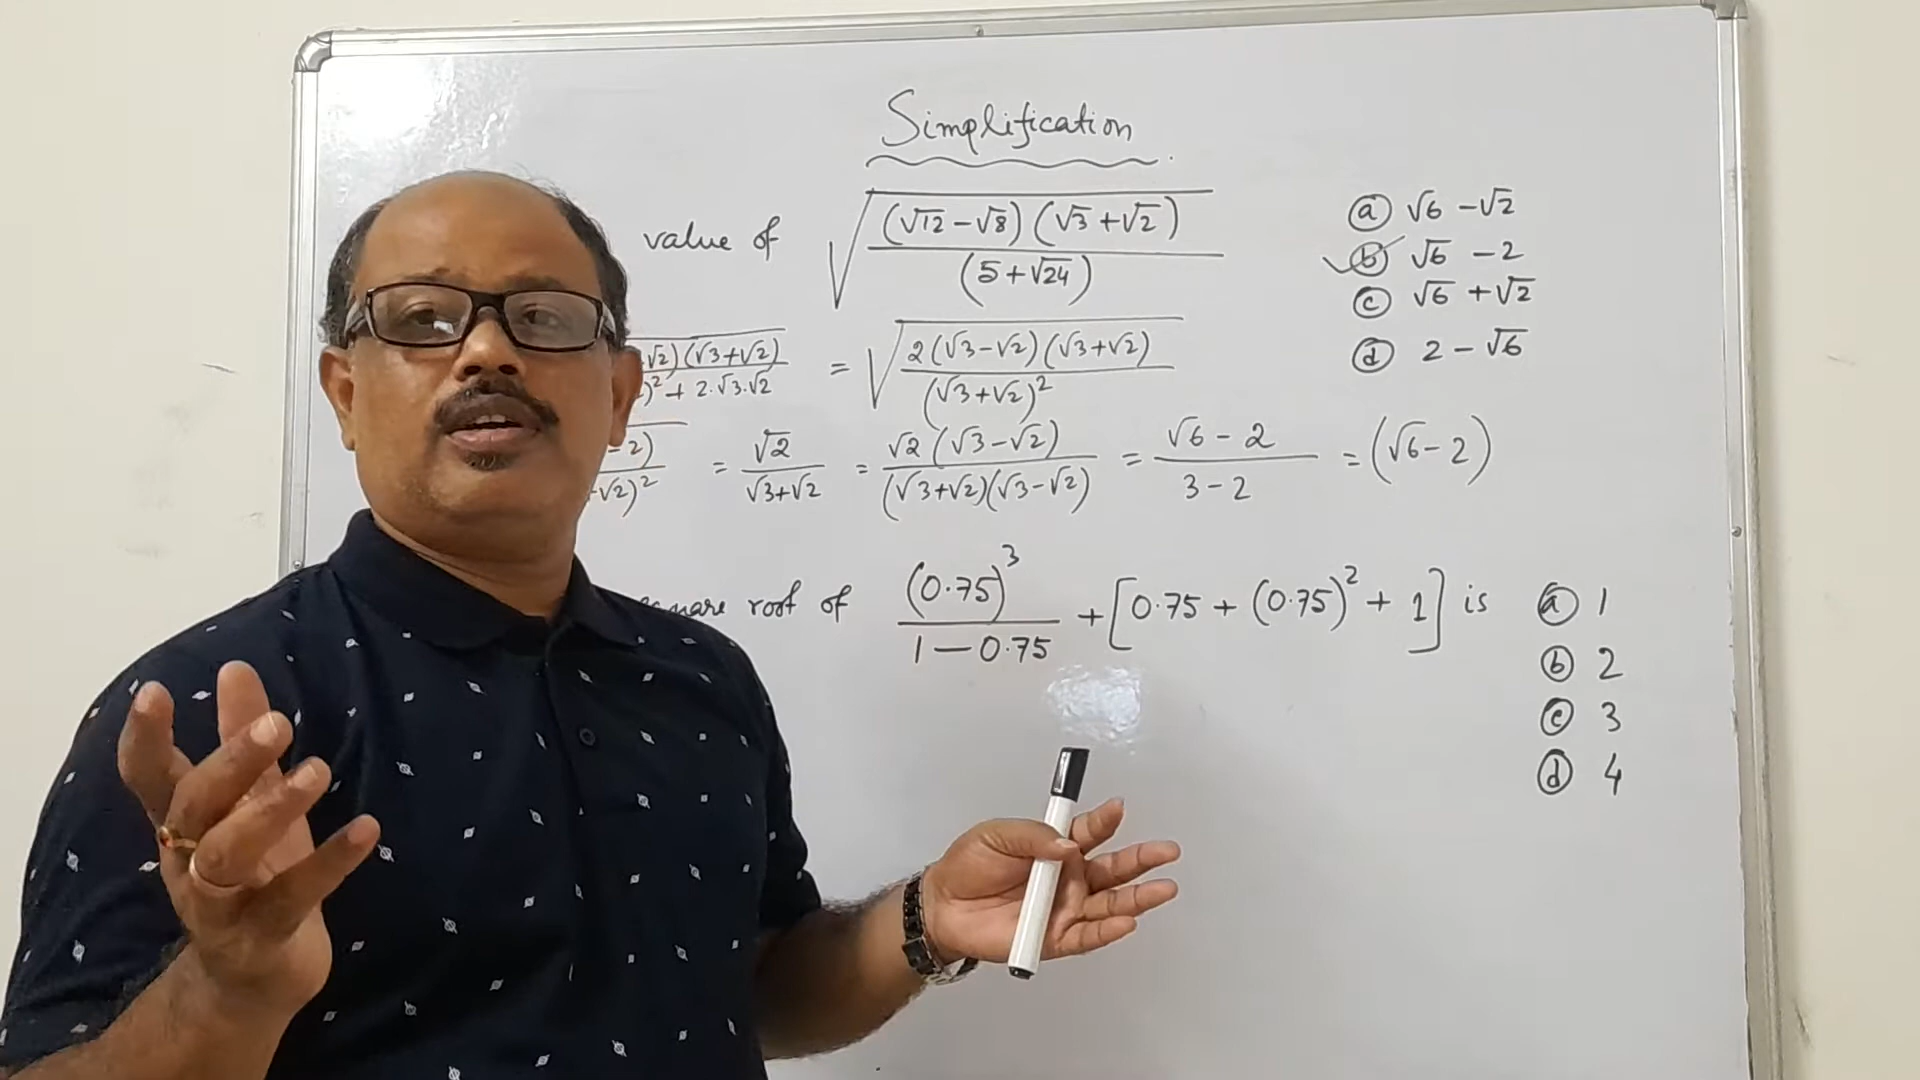 Simplification
value of √((√12-√8)(√3+√2)/(5+√24))
ⓐ √6-√2
ⓑ √6-2
ⓒ √6+√2
ⓓ 2-√6
√2)(√3+√2)/)²+2.√3.√2 = √(2(√3-√2)(√3+√2)/(√3+√2)²)
-2)/+√2)² = √2/(√3+√2) = √2(√3-√2)/(√3+√2)(√3-√2) = (√6-2)/(3-2) = (√6-2)
square root of (0.75)³/(1-0.75) + [0.75+(0.75)²+1] is
ⓐ 1
ⓑ 2
ⓒ 3
ⓓ 4